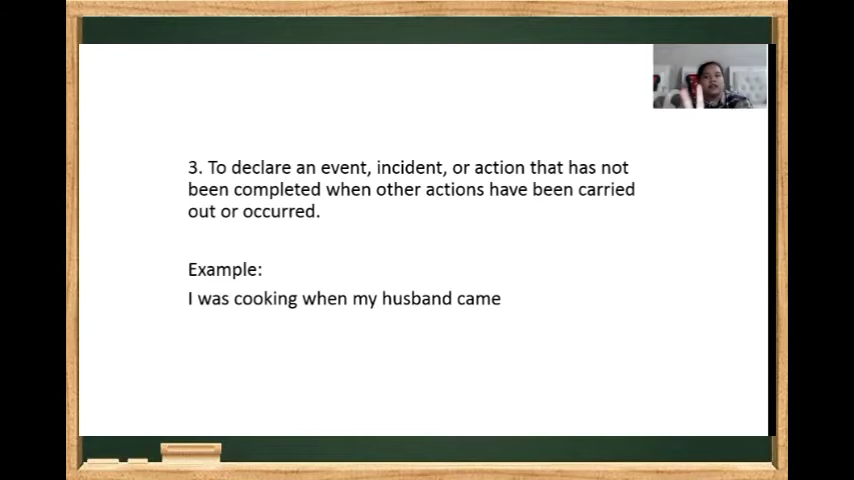 3. To declare an event, incident, or action that has not
been completed when other actions have been carried
out or occurred.
Example:
I was cooking when my husband came